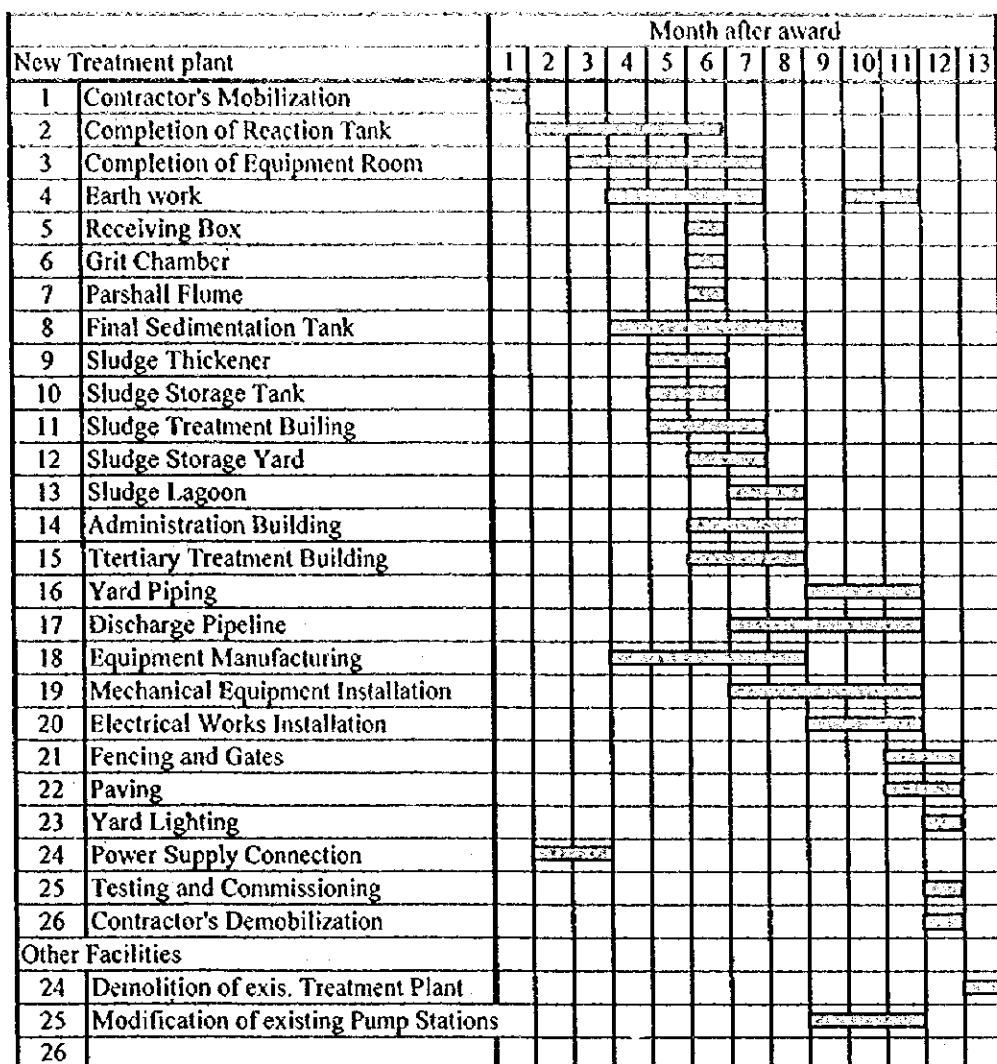 Month after award
New Treatment plant 1 2 3 4 5 6 7 8 9 10 11 12 13
1 Contractor's Mobilization
2 Completion of Reaction Tank
3 Completion of Equipment Room
4 Earth work
5 Receiving Box
6 Grit Chamber
7 Parshall Flume
8 Final Sedimentation Tank
9 Sludge Thickener
10 Sludge Storage Tank
11 Sludge Treatment Builing
12 Sludge Storage Yard
13 Sludge Lagoon
14 Administration Building
15 Ttertiary Treatment Building
16 Yard Piping
17 Discharge Pipeline
18 Equipment Manufacturing
19 Mechanical Equipment Installation
20 Electrical Works Installation
21 Fencing and Gates
22 Paving
23 Yard Lighting
24 Power Supply Connection
25 Testing and Commissioning
26 Contractor's Demobilization
Other Facilities
24 Demolition of exis. Treatment Plant
25 Modification of existing Pump Stations
26